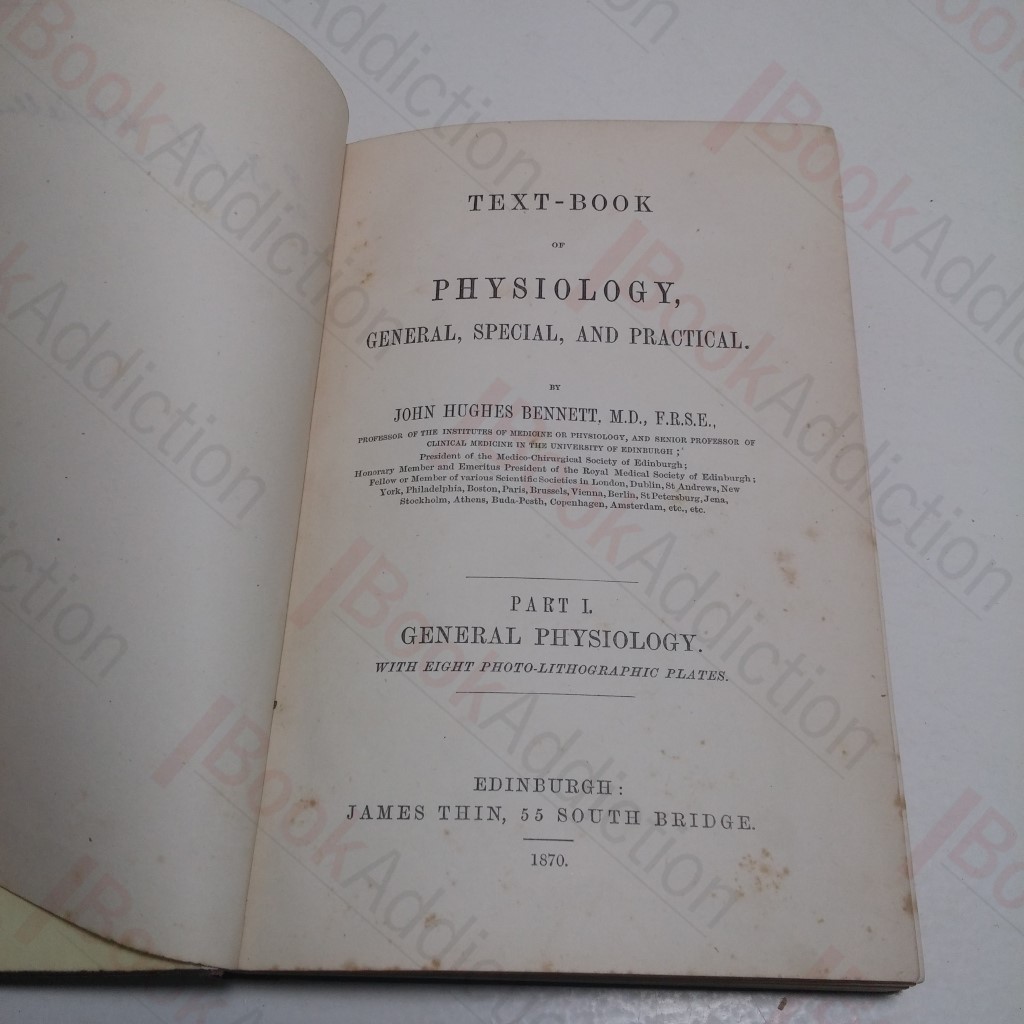 TEXT-BOOK
OF
PHYSIOLOGY,
GENERAL, SPECIAL, AND PRACTICAL.
BY
JOHN HUGHES BENNETT, M.D., F.R.S.E.,
PROFESSOR OF THE INSTITUTES OF MEDICINE OR PHYSIOLOGY, AND SENIOR PROFESSOR OF
CLINICAL MEDICINE IN THE UNIVERSITY OF EDINBURGH;
President of the Medico-Chirurgical Society of Edinburgh;
Honorary Member and Emeritus President of the Royal Medical Society of Edinburgh;
Fellow or Member of various Scientific Societies in London, Dublin, St Andrews, New
York, Philadelphia, Boston, Paris, Brussels, Vienna, Berlin, St Petersburg, Jena,
Stockholm, Athens, Buda-Pesth, Copenhagen, Amsterdam, etc., etc.
PART I.
GENERAL PHYSIOLOGY.
WITH EIGHT PHOTO-LITHOGRAPHIC PLATES.
EDINBURGH:
JAMES THIN, 55 SOUTH BRIDGE.
1870.
BookAddiction